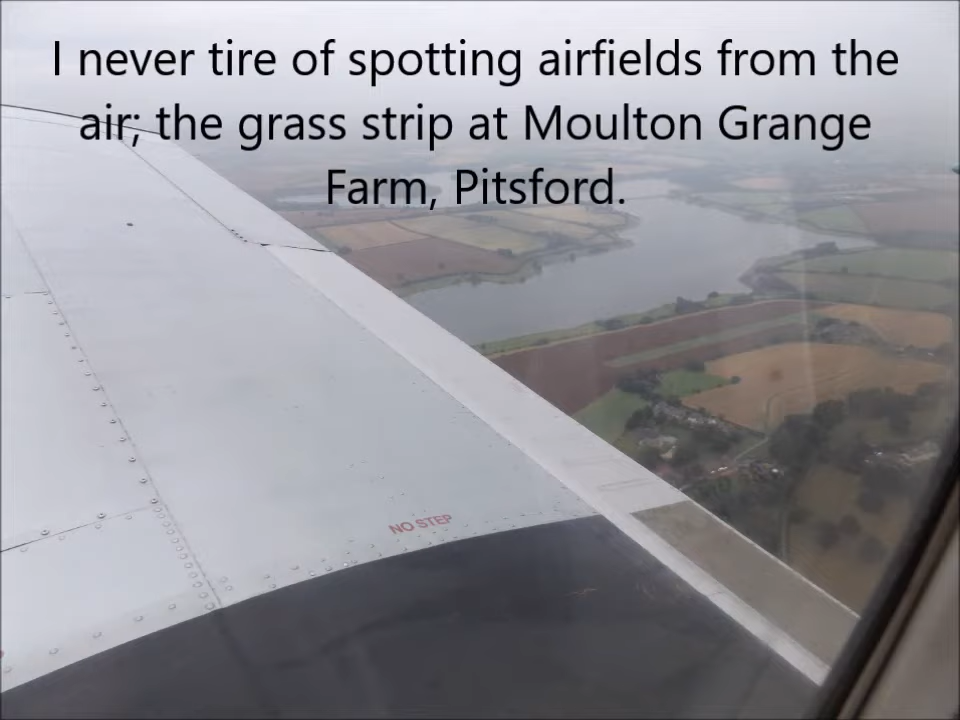 I never tire of spotting airfields from the
air; the grass strip at Moulton Grange
Farm, Pitsford.
NO STEP